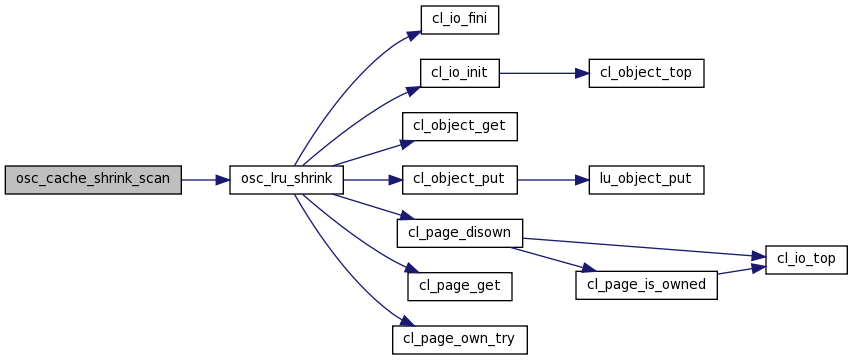 cl_io_fini
cl_io_init
cl_object_top
cl_object_get
osc_cache_shrink_scan
osc_lru_shrink
cl_object_put
lu_object_put
cl_page_disown
cl_io_top
cl_page_get
cl_page_is_owned
cl_page_own_try